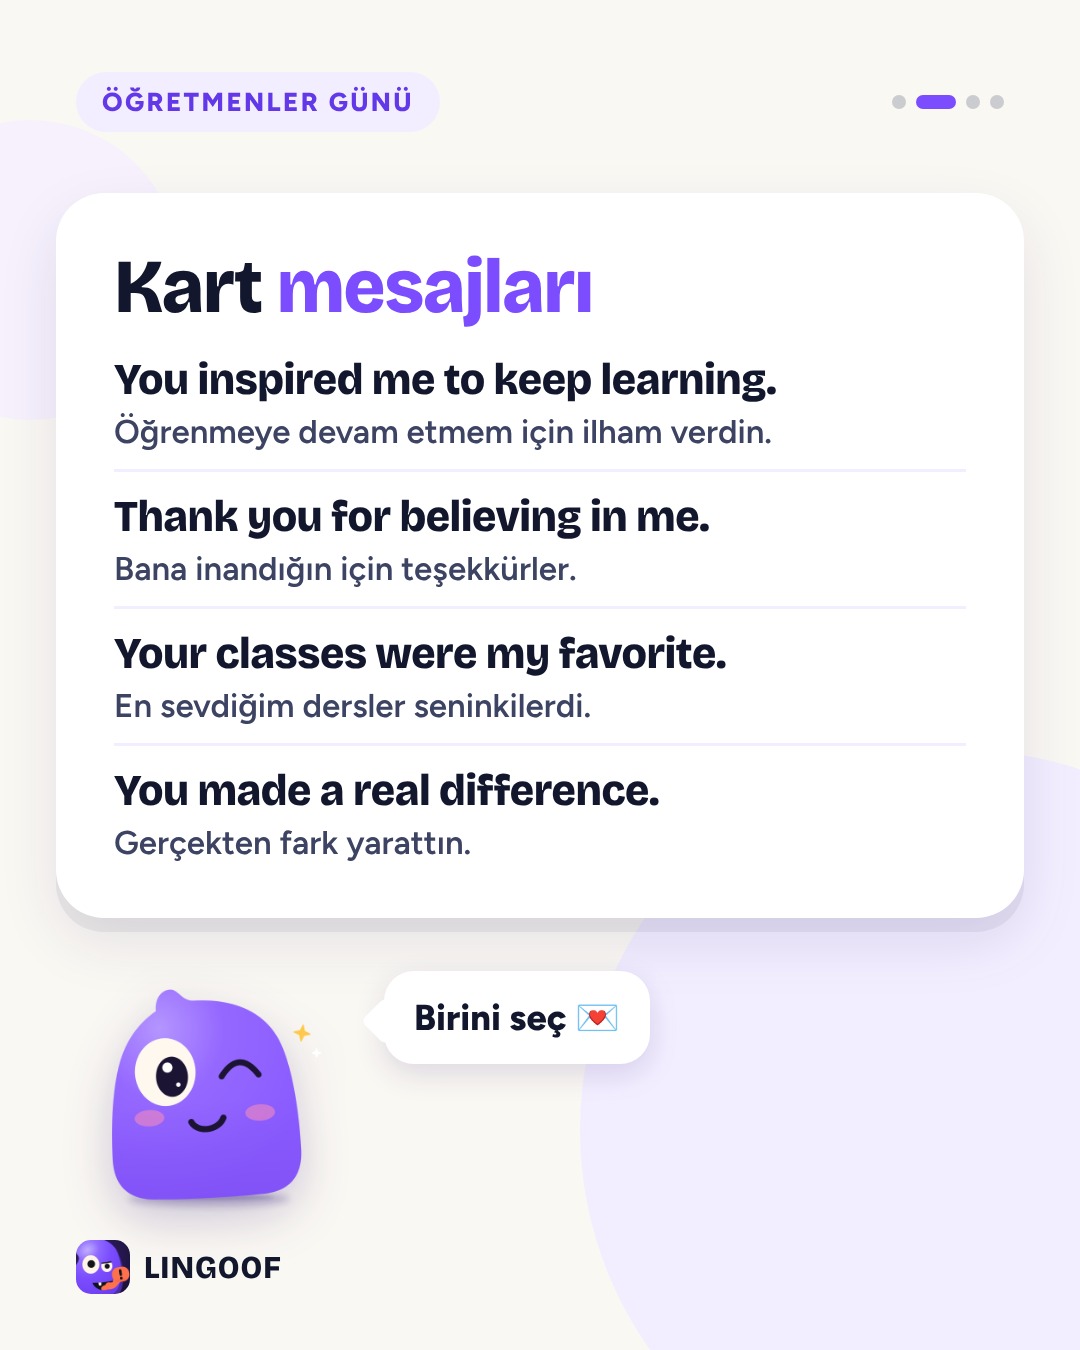 ÖĞRETMENLER GÜNÜ
Kart mesajları
You inspired me to keep learning.
Öğrenmeye devam etmem için ilham verdin.
Thank you for believing in me.
Bana inandığın için teşekkürler.
Your classes were my favorite.
En sevdiğim dersler seninkilerdi.
You made a real difference.
Gerçekten fark yarattın.
Birini seç 💌
LINGOOF